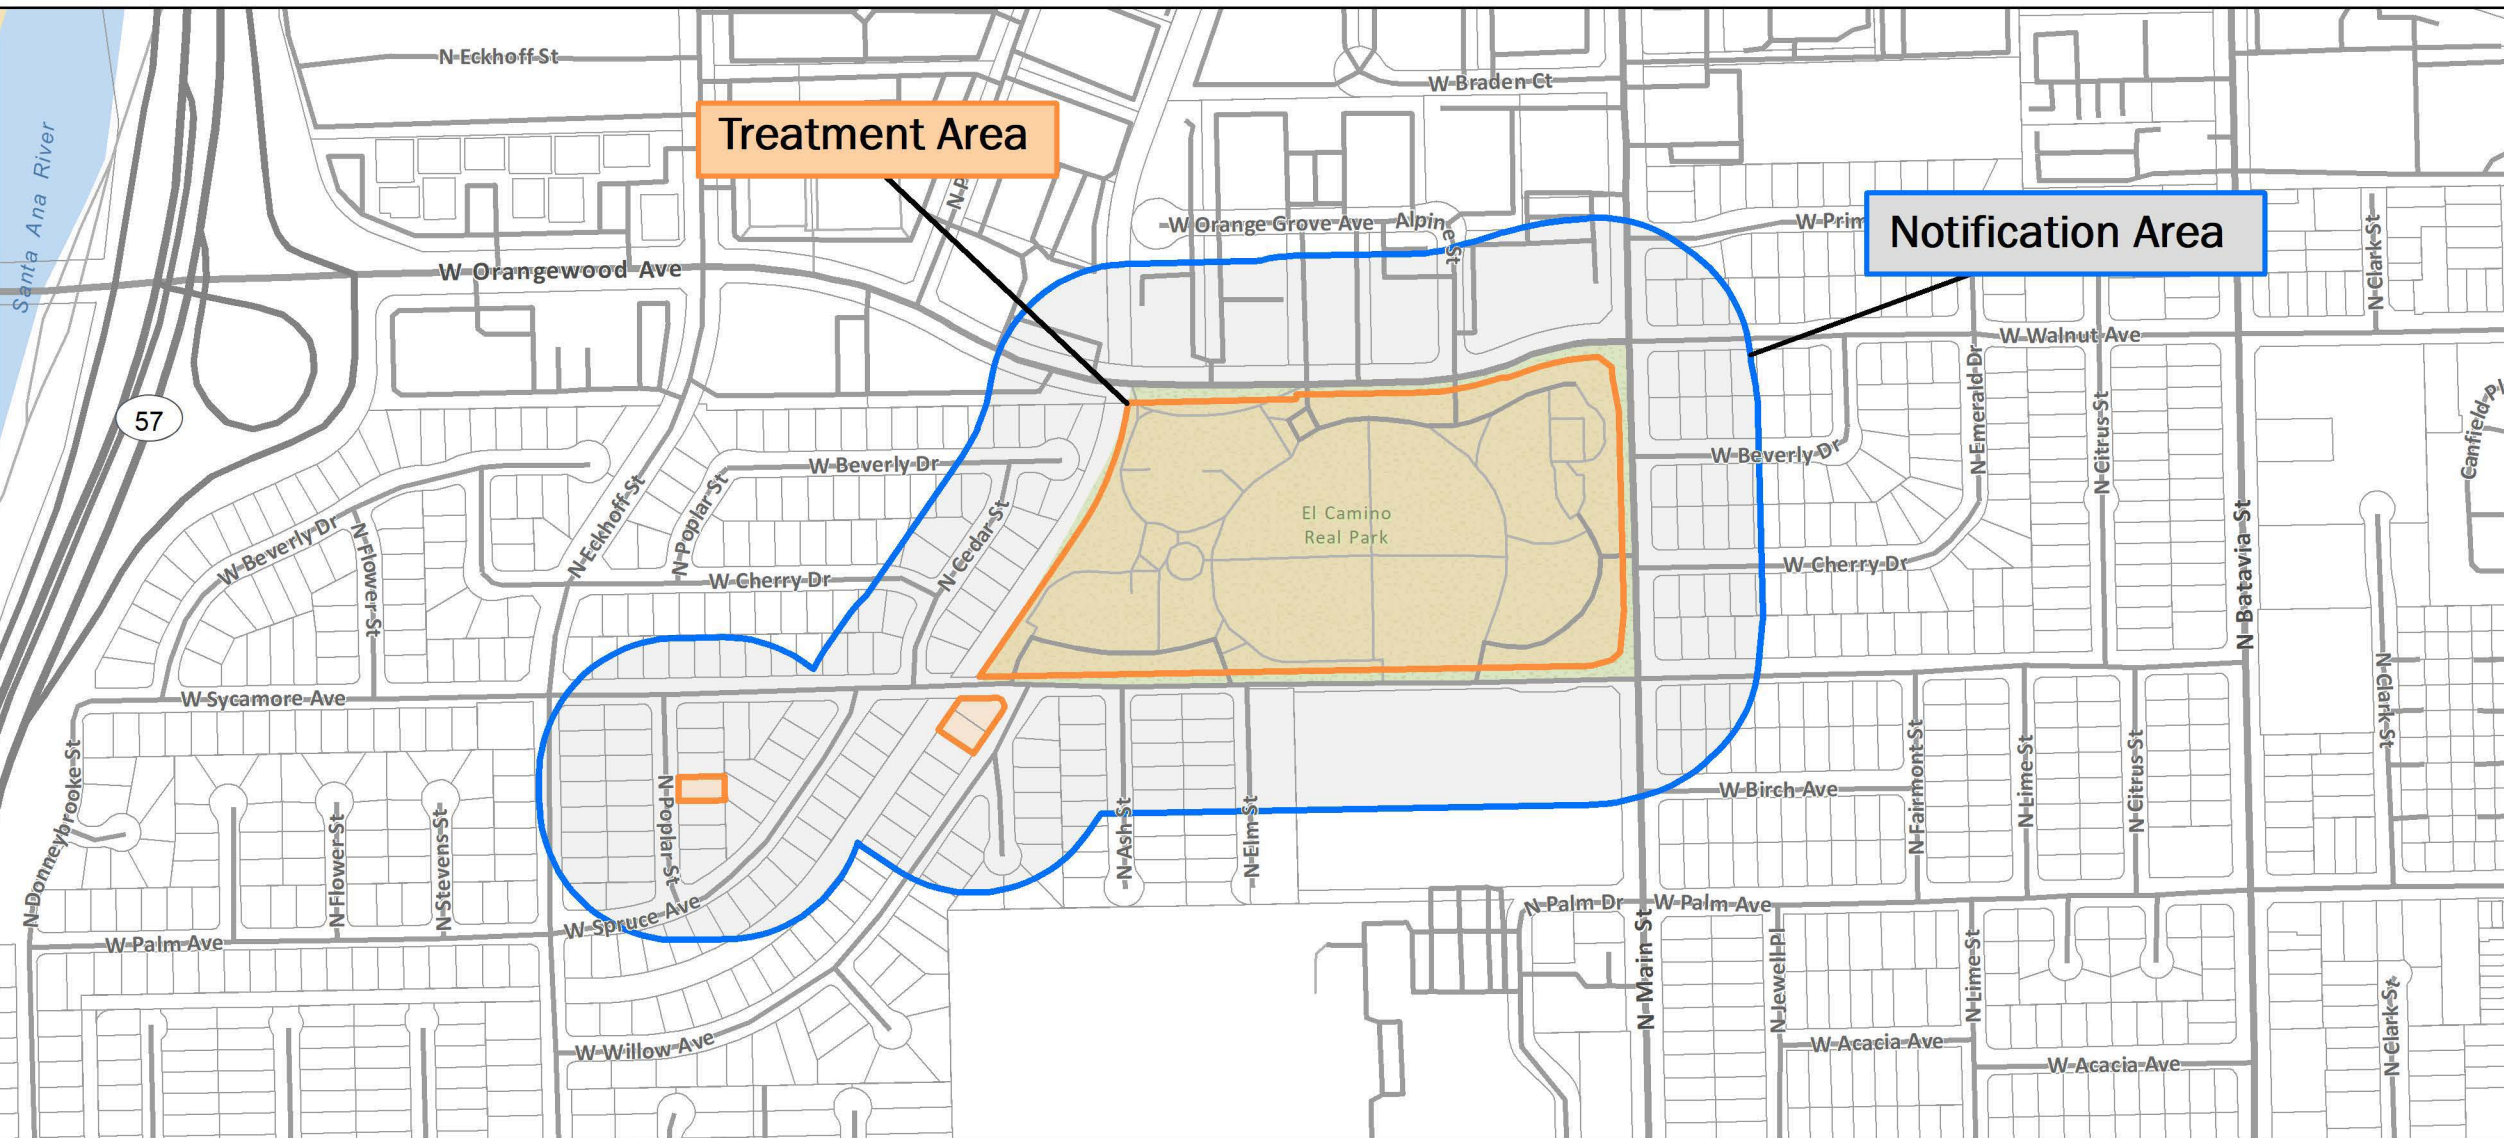 N Eckhoff St
W Braden Ct
Treatment Area
Santa Ana River
N P
W Orange Grove Ave
Alpine St
W Prim
Notification Area
N Clark St
W Orangewood Ave
W Walnut Ave
57
W Beverly Dr
N Poplar St
N Eckhoff St
N Cedar St
W Beverly Dr
N Flower St
W Cherry Dr
El Camino
Real Park
W Beverly Dr
N Emerald Dr
N Citrus St
W Cherry Dr
N Batavia St
Canfield Pl
W Sycamore Ave
N Clark St
N Donneybrooke St
N Flower St
N Stevens St
N Poplar St
N Ash St
N Elm St
W Birch Ave
N Fairmont St
N Lime St
N Citrus St
W Spruce Ave
W Palm Ave
N Palm Dr
W Palm Ave
N Main St
N Jewell Pl
N Lime St
N Clark St
W Willow Ave
W Acacia Ave
W Acacia Ave